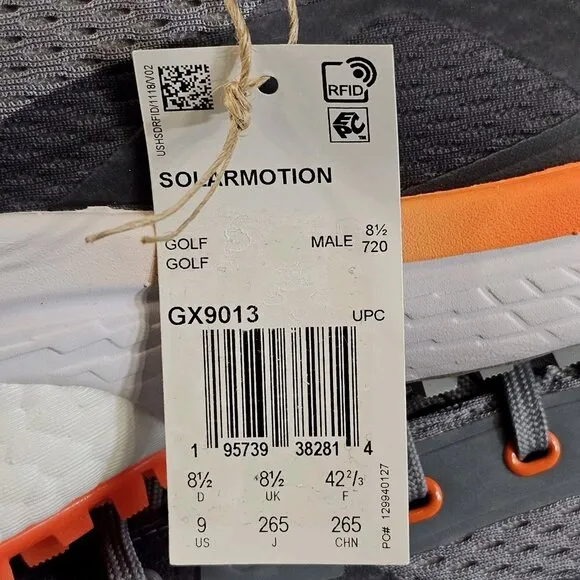 USHSDRFID/1118/V02
RFID
EPC™
SOLARMOTION
GOLF MALE 8½
GOLF 720
GX9013 UPC
1 95739 38281 4
8½ 8½ 42⅔
D UK F
9 265 265
US J CHN
PO# 129940127